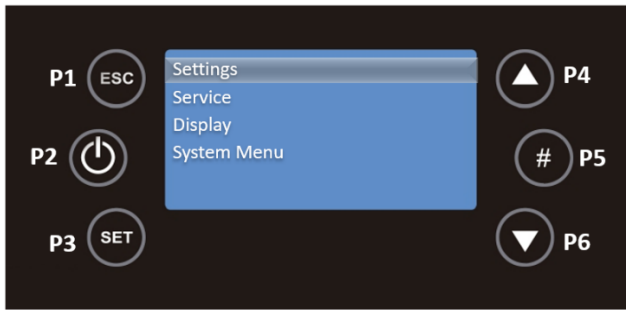 P1 ESC
Settings
Service
Display
System Menu
P4
P2
# P5
P3 SET
P6